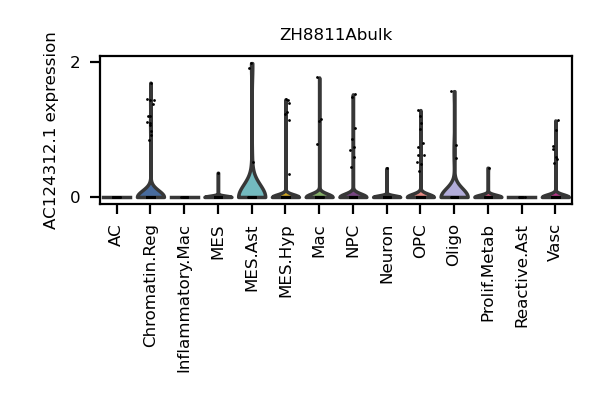 ZH8811Abulk
AC124312.1 expression
2
0
AC
Chromatin.Reg
Inflammatory.Mac
MES
MES.Ast
MES.Hyp
Mac
NPC
Neuron
OPC
Oligo
Prolif.Metab
Reactive.Ast
Vasc